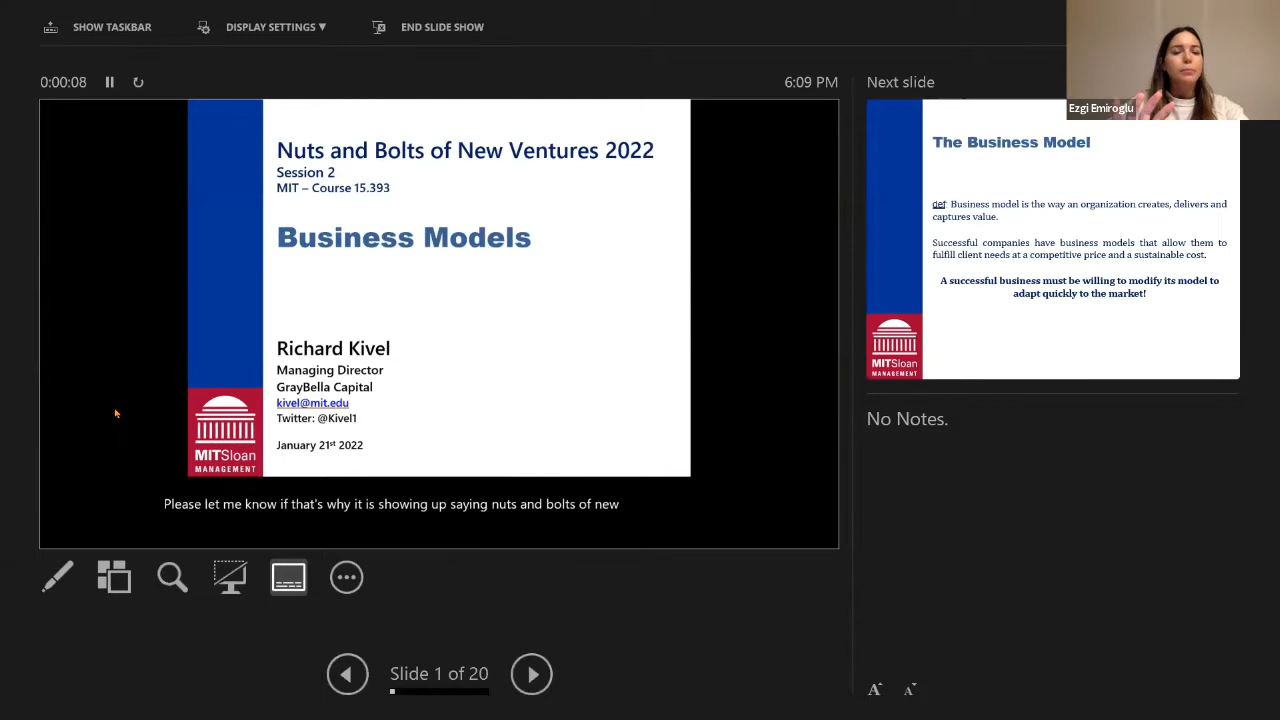 SHOW TASKBAR
DISPLAY SETTINGS ▼
END SLIDE SHOW
0:00:08
6:09 PM
Next slide
Ezgi Emiroglu
Nuts and Bolts of New Ventures 2022
Session 2
MIT – Course 15.393
Business Models
Richard Kivel
Managing Director
GrayBella Capital
kivel@mit.edu
Twitter: @Kivel1
January 21st 2022
MITSloan
MANAGEMENT
Please let me know if that's why it is showing up saying nuts and bolts of new
The Business Model
def: Business model is the way an organization creates, delivers and
captures value.
Successful companies have business models that allow them to
fulfill client needs at a competitive price and a sustainable cost.
A successful business must be willing to modify its model to
adapt quickly to the market!
MITSloan
MANAGEMENT
No Notes.
Slide 1 of 20
A A